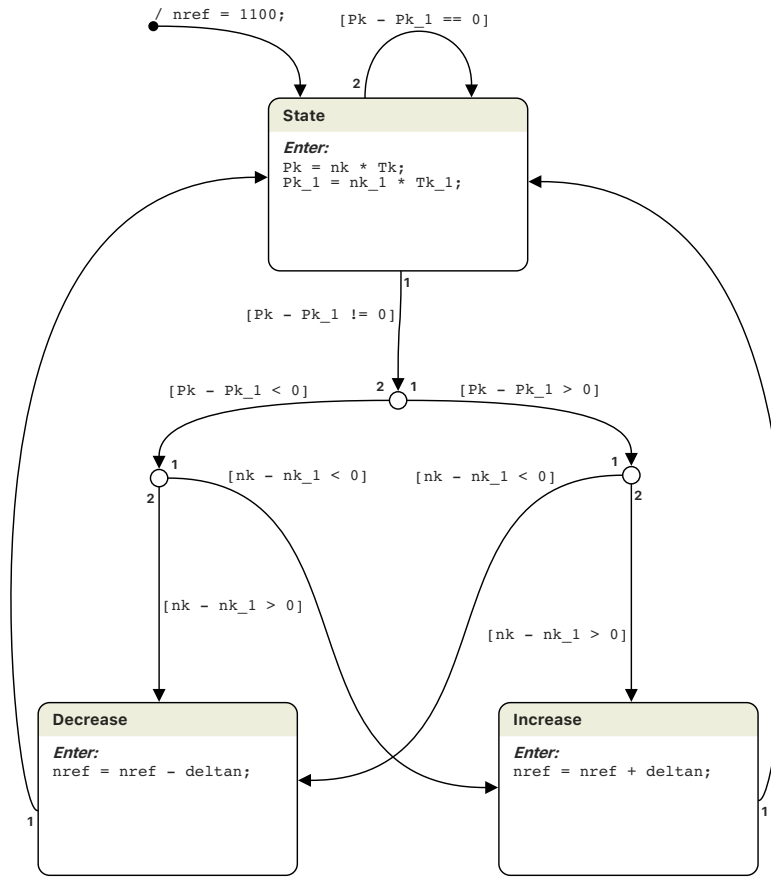 / nref = 1100;
[Pk - Pk_1 == 0]
2
State
Enter:
Pk = nk * Tk;
Pk_1 = nk_1 * Tk_1;
1
[Pk - Pk_1 != 0]
2 1
[Pk - Pk_1 < 0]
[Pk - Pk_1 > 0]
1
[nk - nk_1 < 0]
2
[nk - nk_1 < 0]
1
2
[nk - nk_1 > 0]
[nk - nk_1 > 0]
Decrease
Enter:
nref = nref - deltan;
1
Increase
Enter:
nref = nref + deltan;
1